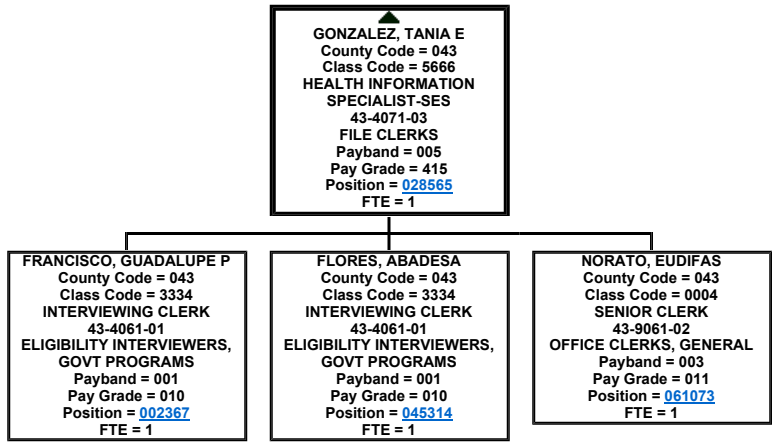 GONZALEZ, TANIA E
County Code = 043
Class Code = 5666
HEALTH INFORMATION
SPECIALIST-SES
43-4071-03
FILE CLERKS
Payband = 005
Pay Grade = 415
Position = 028565
FTE = 1
FRANCISCO, GUADALUPE P
County Code = 043
Class Code = 3334
INTERVIEWING CLERK
43-4061-01
ELIGIBILITY INTERVIEWERS,
GOVT PROGRAMS
Payband = 001
Pay Grade = 010
Position = 002367
FTE = 1
FLORES, ABADESA
County Code = 043
Class Code = 3334
INTERVIEWING CLERK
43-4061-01
ELIGIBILITY INTERVIEWERS,
GOVT PROGRAMS
Payband = 001
Pay Grade = 010
Position = 045314
FTE = 1
NORATO, EUDIFAS
County Code = 043
Class Code = 0004
SENIOR CLERK
43-9061-02
OFFICE CLERKS, GENERAL
Payband = 003
Pay Grade = 011
Position = 061073
FTE = 1